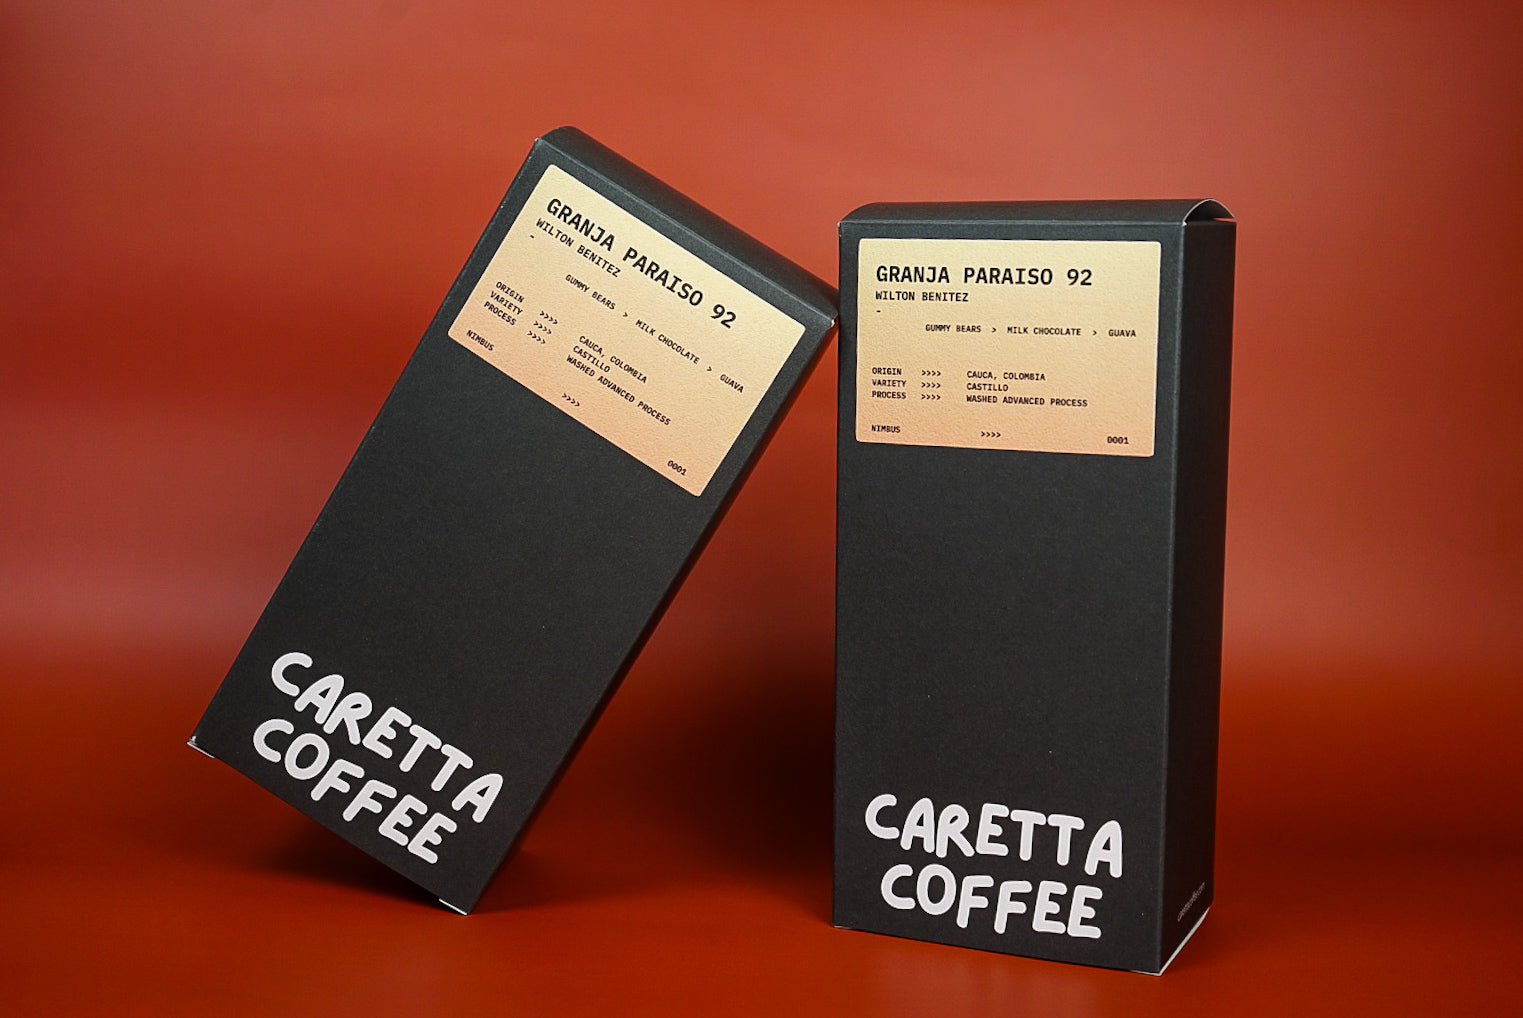 GRANJA PARAISO 92
WILTON BENITEZ
-
GUMMY BEARS > MILK CHOCOLATE > GUAVA
ORIGIN >>>> CAUCA, COLOMBIA
VARIETY >>>> CASTILLO
PROCESS >>>> WASHED ADVANCED PROCESS
NIMBUS >>>> 0001
CARETTA
COFFEE
GRANJA PARAISO 92
WILTON BENITEZ
-
GUMMY BEARS > MILK CHOCOLATE > GUAVA
ORIGIN >>>> CAUCA, COLOMBIA
VARIETY >>>> CASTILLO
PROCESS >>>> WASHED ADVANCED PROCESS
NIMBUS >>>> 0001
CARETTA
COFFEE